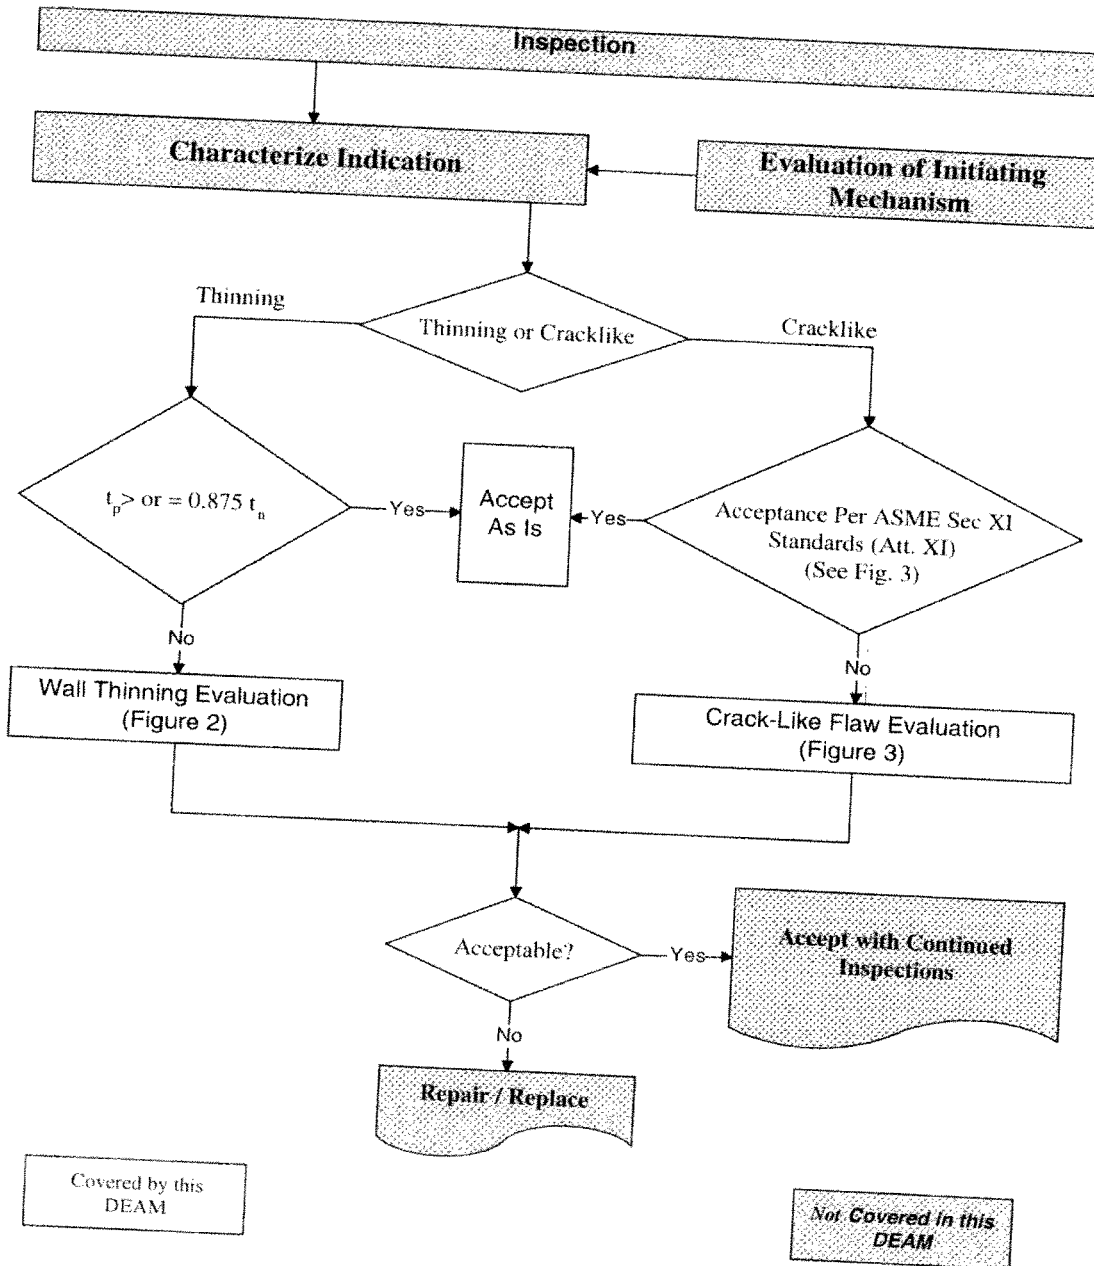 Inspection
Characterize Indication
Evaluation of Initiating
Mechanism
Thinning
Thinning or Cracklike
Cracklike
t_p> or = 0.875 t_n
Yes
Accept
As Is
Yes
Acceptance Per ASME Sec XI
Standards (Att. XI)
(See Fig. 3)
No
No
Wall Thinning Evaluation
(Figure 2)
Crack-Like Flaw Evaluation
(Figure 3)
Acceptable?
Yes
Accept with Continued
Inspections
No
Repair / Replace
Covered by this
DEAM
Not Covered in this
DEAM